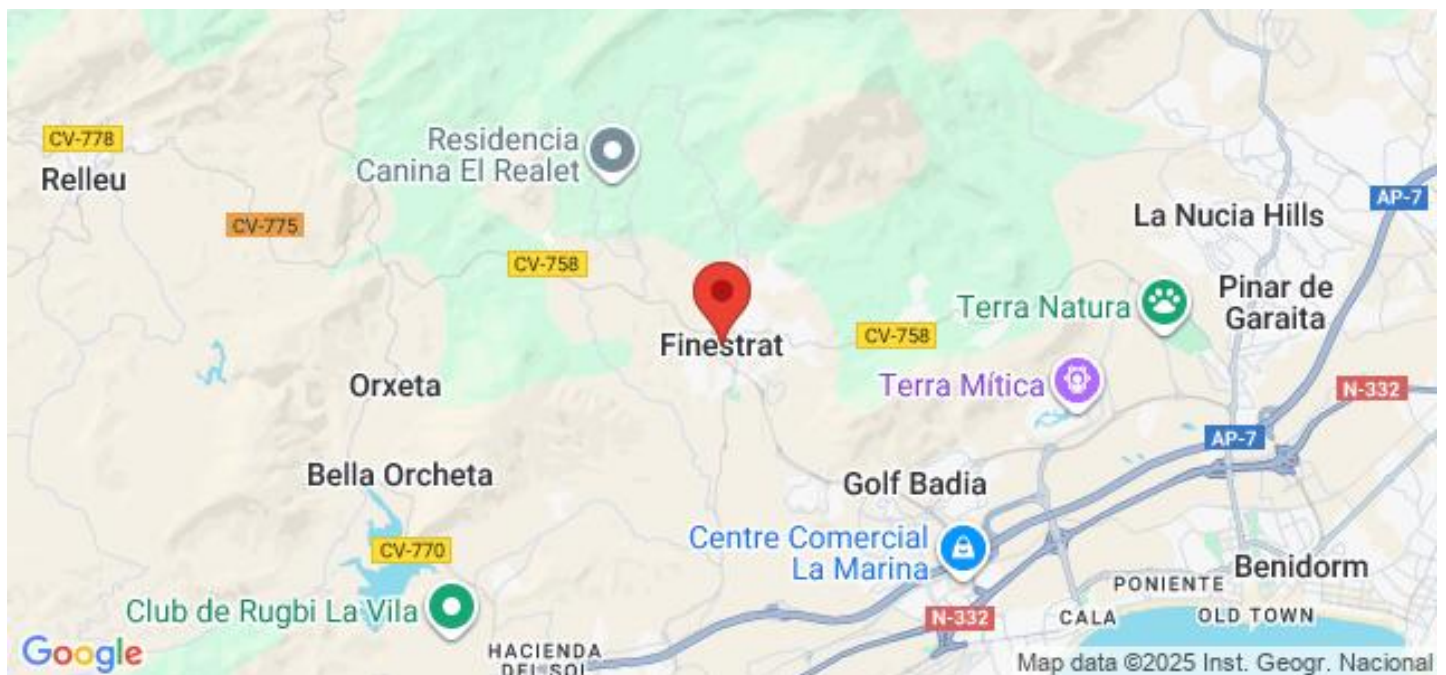 CV-778
Relleu
Residencia
Canina El Realet
CV-775
CV-758
AP-7
La Nucia Hills
Terra Natura
Pinar de
Garaita
Finestrat
CV-758
Orxeta
Terra Mítica
N-332
AP-7
Bella Orcheta
Golf Badia
Centre Comercial
La Marina
CV-770
Benidorm
PONIENTE
Club de Rugbi La Vila
N-332
CALA
OLD TOWN
HACIENDA
DEL SOL
Google
Map data ©2025 Inst. Geogr. Nacional